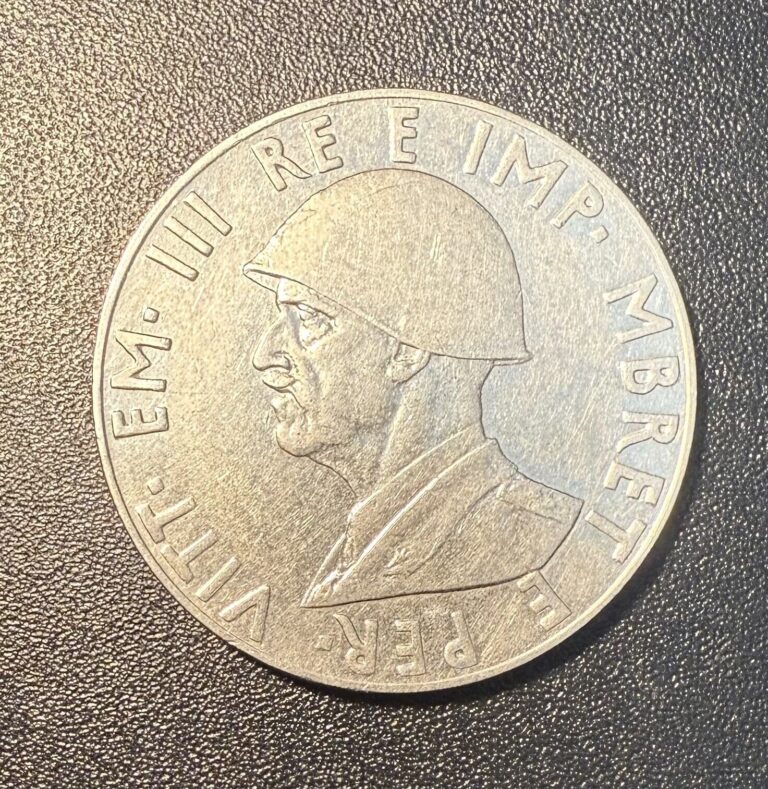 VITT. EM. III RE E IMP. MBRET E PER.